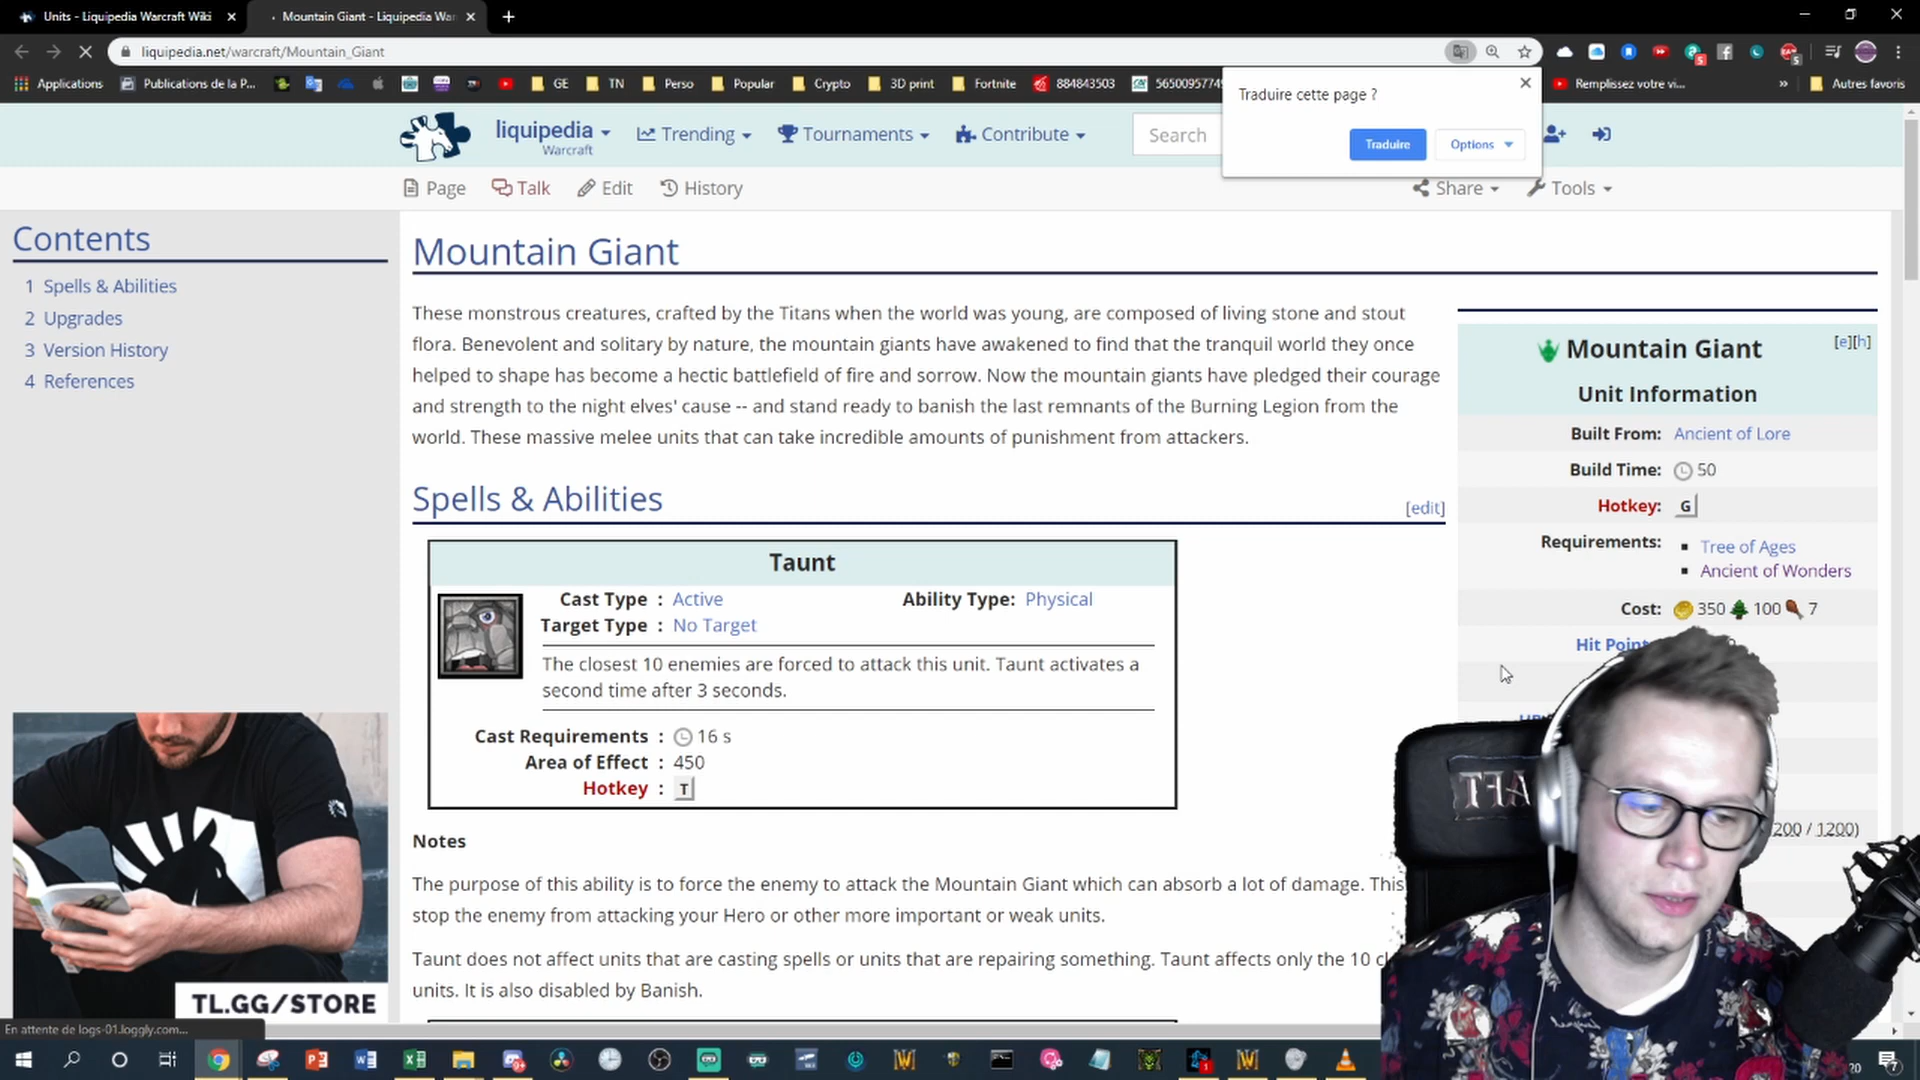 Units - Liquipedia Warcraft Wiki
Mountain Giant - Liquipedia War
liquipedia.net/warcraft/Mountain_Giant
Applications
Publications de la P...
GE
TN
Perso
Popular
Crypto
3D print
Fortnite
884843503
5650095774
Remplissez votre vi...
Autres favoris
Traduire cette page ?
Traduire
Options
liquipedia
Warcraft
Trending
Tournaments
Contribute
Search
Page
Talk
Edit
History
Share
Tools
Contents
1 Spells & Abilities
2 Upgrades
3 Version History
4 References
Mountain Giant
These monstrous creatures, crafted by the Titans when the world was young, are composed of living stone and stout
flora. Benevolent and solitary by nature, the mountain giants have awakened to find that the tranquil world they once
helped to shape has become a hectic battlefield of fire and sorrow. Now the mountain giants have pledged their courage
and strength to the night elves' cause -- and stand ready to banish the last remnants of the Burning Legion from the
world. These massive melee units that can take incredible amounts of punishment from attackers.
Spells & Abilities
[edit]
Taunt
Cast Type : Active
Ability Type: Physical
Target Type : No Target
The closest 10 enemies are forced to attack this unit. Taunt activates a
second time after 3 seconds.
Cast Requirements : 16 s
Area of Effect : 450
Hotkey : T
Notes
The purpose of this ability is to force the enemy to attack the Mountain Giant which can absorb a lot of damage. This
stop the enemy from attacking your Hero or other more important or weak units.
Taunt does not affect units that are casting spells or units that are repairing something. Taunt affects only the 10 cl
units. It is also disabled by Banish.
Mountain Giant
[e][h]
Unit Information
Built From: Ancient of Lore
Build Time: 50
Hotkey: G
Requirements:
Tree of Ages
Ancient of Wonders
Cost: 350 100 7
Hit Point
200 / 1200)
TL.GG/STORE
En attente de logs-01.loggly.com...
20